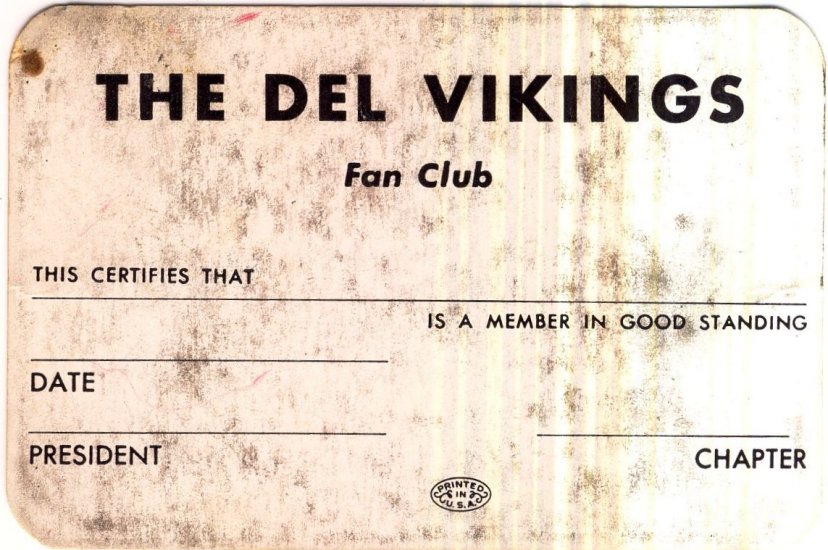 THE DEL VIKINGS
Fan Club
THIS CERTIFIES THAT
IS A MEMBER IN GOOD STANDING
DATE
PRESIDENT
CHAPTER
PRINTED
IN
U.S.A.